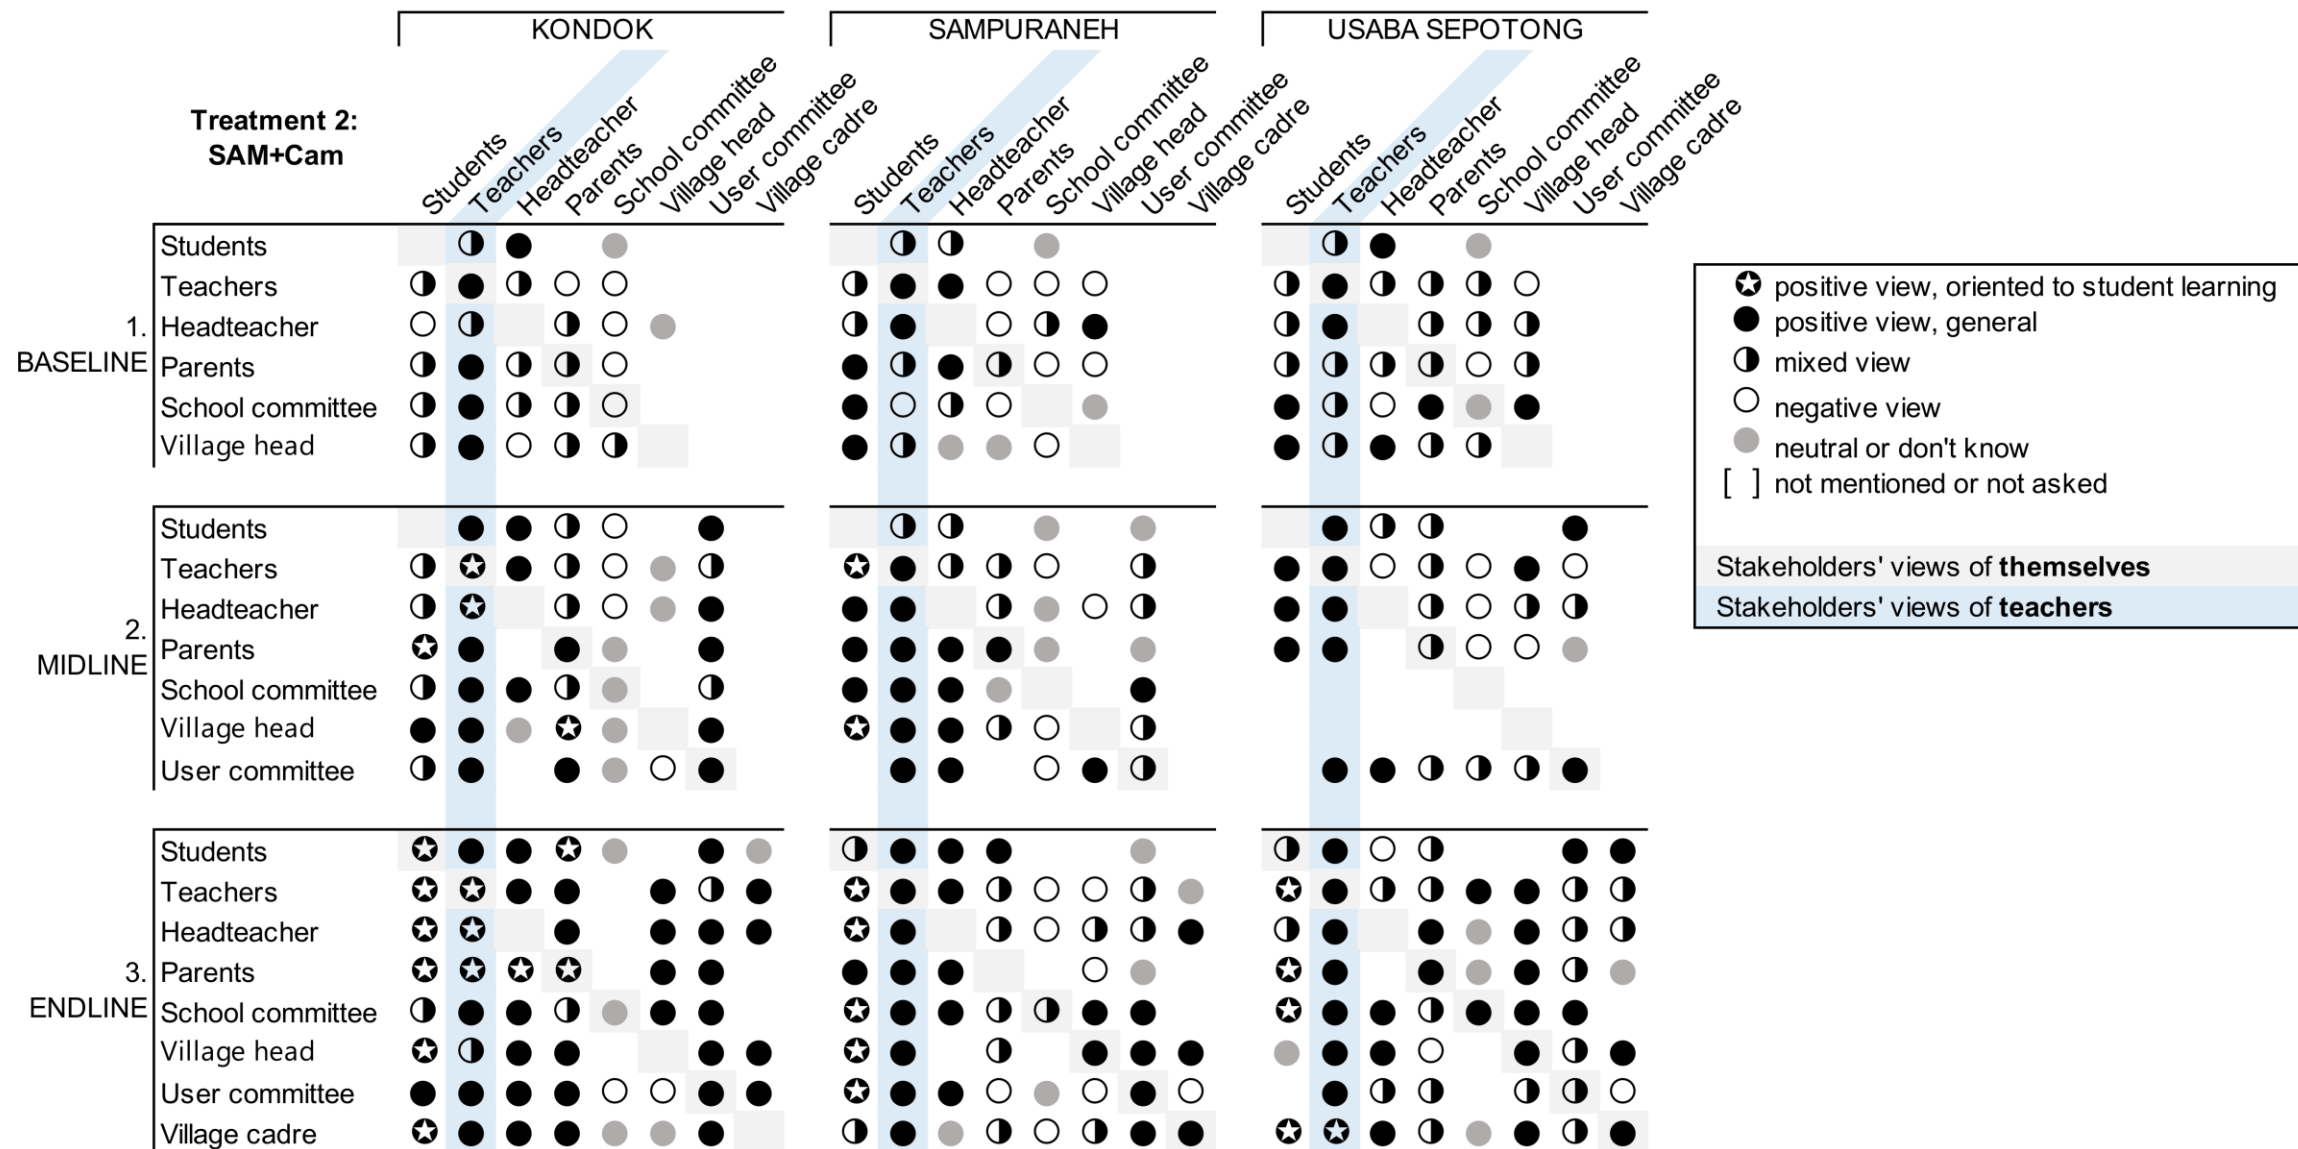 KONDOK
SAMPURANEH
USABA SEPOTONG
Treatment 2:
SAM+Cam
Students
Teachers
Headteacher
Parents
School committee
Village head
User committee
Village cadre
Students
Teachers
Headteacher
Parents
School committee
Village head
User committee
Village cadre
Students
Teachers
Headteacher
Parents
School committee
Village head
User committee
Village cadre
1.
BASELINE
Students
Teachers
Headteacher
Parents
School committee
Village head
2.
MIDLINE
Students
Teachers
Headteacher
Parents
School committee
Village head
User committee
3.
ENDLINE
Students
Teachers
Headteacher
Parents
School committee
Village head
User committee
Village cadre
positive view, oriented to student learning
positive view, general
mixed view
negative view
neutral or don't know
[ ] not mentioned or not asked
Stakeholders' views of themselves
Stakeholders' views of teachers